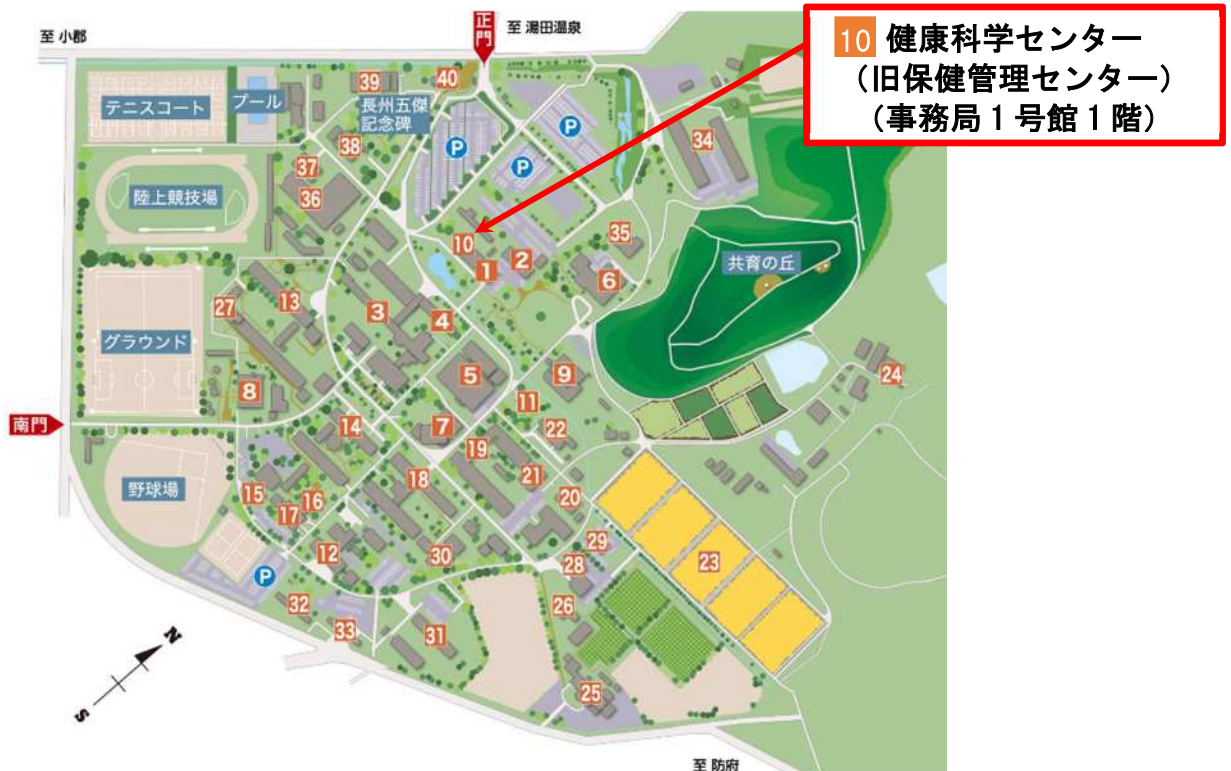 正門
至 湯田温泉
至 小郡
10 健康科学センター
（旧保健管理センター）
（事務局１号館１階）
39
40
テニスコート
プール
長州五傑
記念碑
P
P
P
34
38
37
36
陸上競技場
10
35
1
2
6
共育の丘
27
13
3
4
グラウンド
8
5
9
24
南門
11
14
7
22
19
野球場
15
16
17
18
21
20
12
30
29
28
23
P
32
33
31
26
25
N
S
至 防府